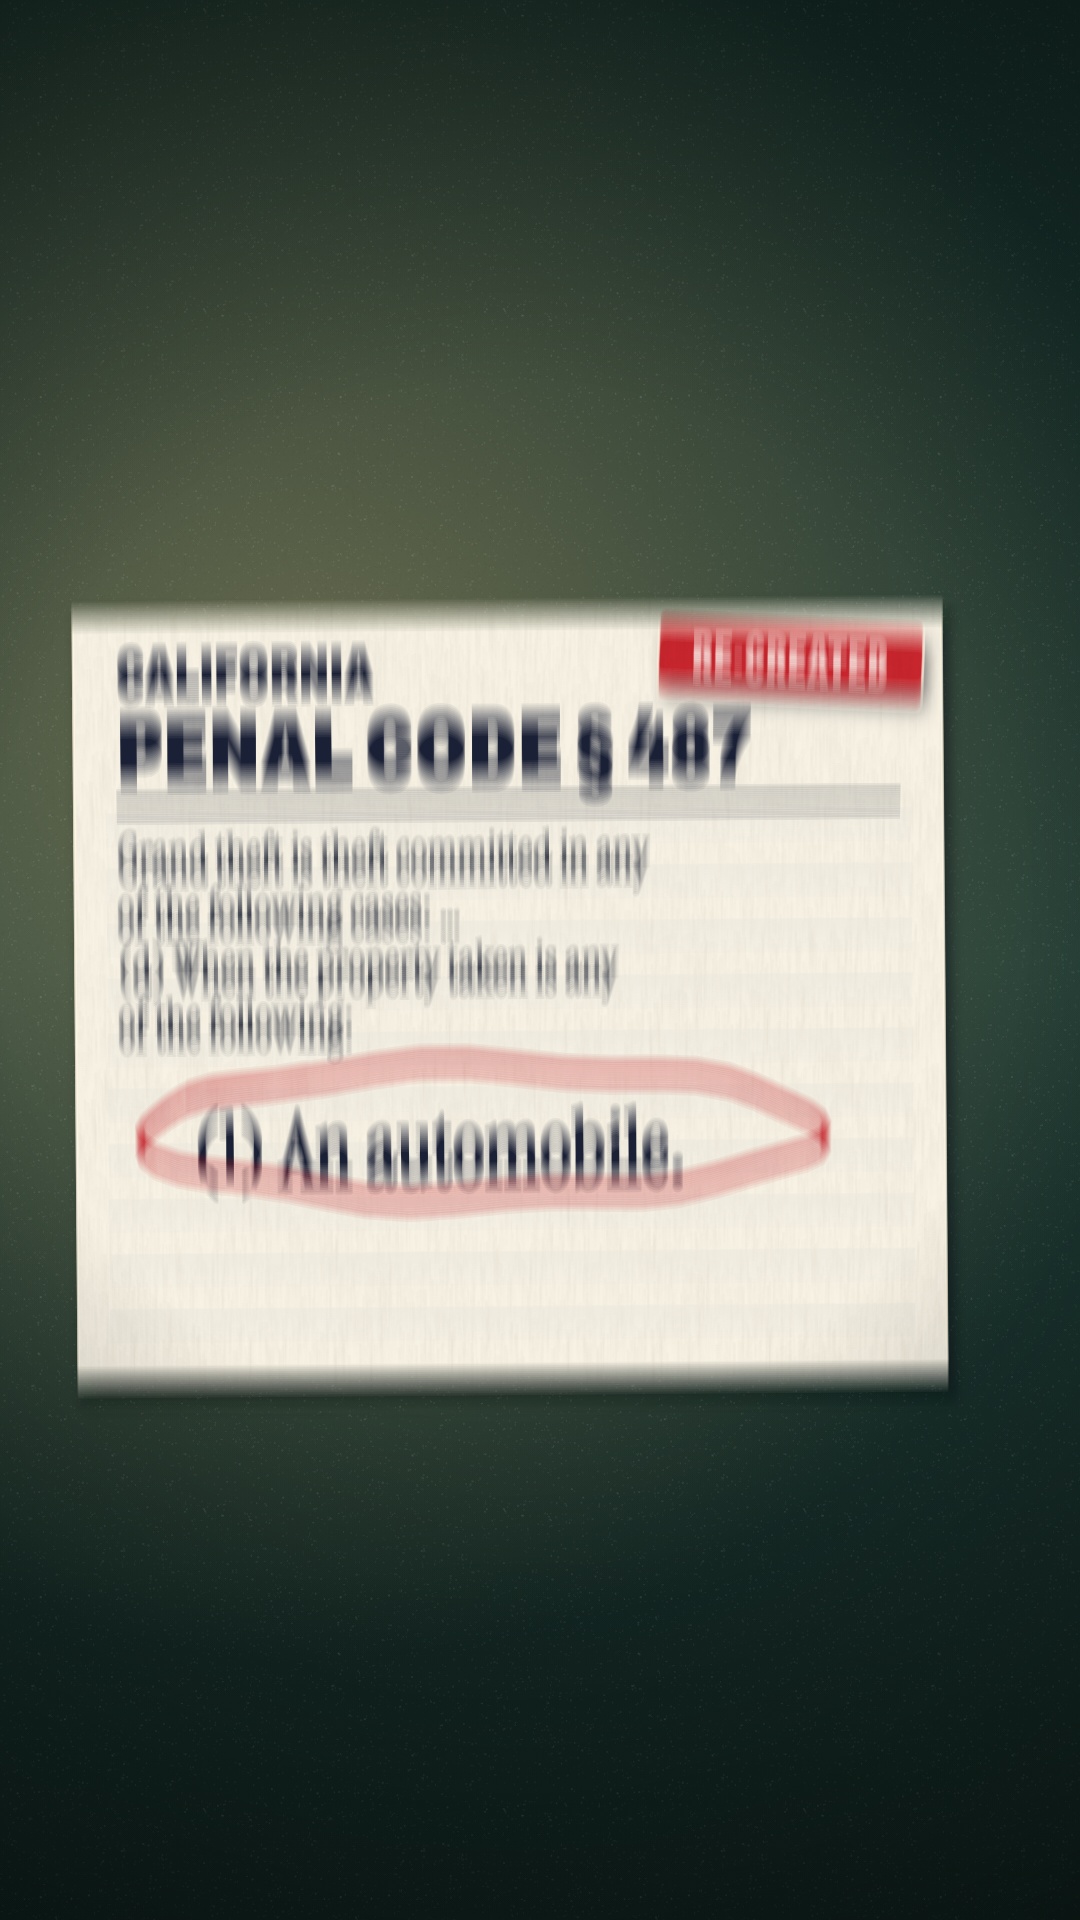 CALIFORNIA
RE-CREATED
PENAL CODE § 487
Grand theft is theft committed in any
of the following cases: ...
(d) When the property taken is any
of the following:
(1) An automobile.